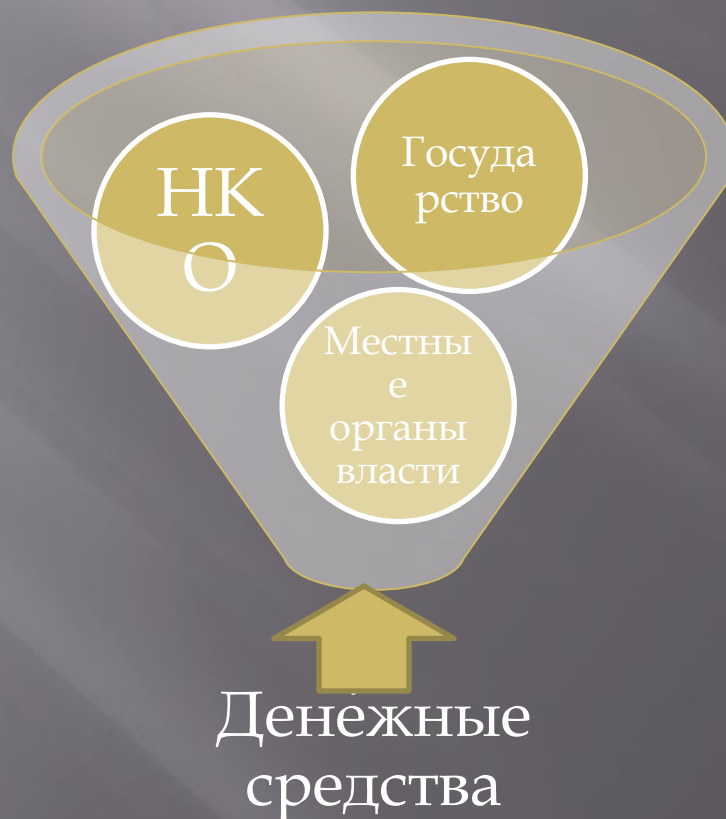 НК
О
Госуда
рство
Местны
е
органы
власти
Денежные
средства